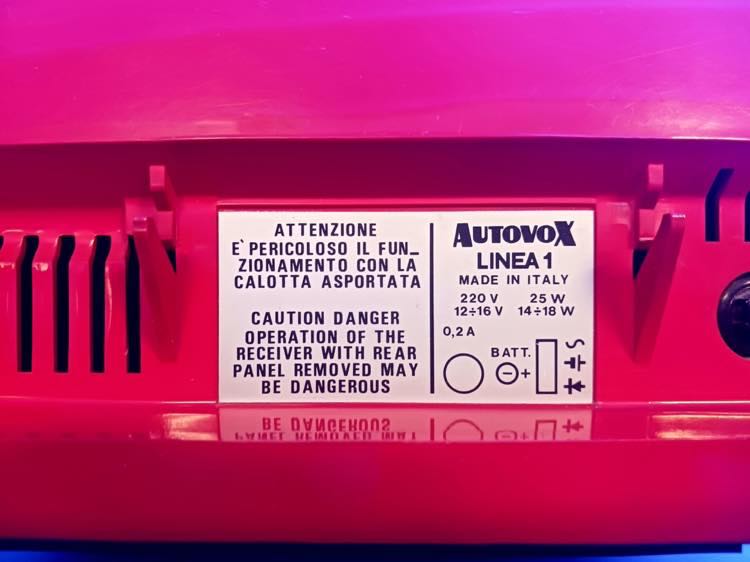 ATTENZIONE
E' PERICOLOSO IL FUN_
ZIONAMENTO CON LA
CALOTTA ASPORTATA
CAUTION DANGER
OPERATION OF THE
RECEIVER WITH REAR
PANEL REMOVED MAY
BE DANGEROUS
AUTOVOX
LINEA 1
MADE IN ITALY
220 V 25 W
12÷16 V 14÷18 W
0,2 A
BATT.